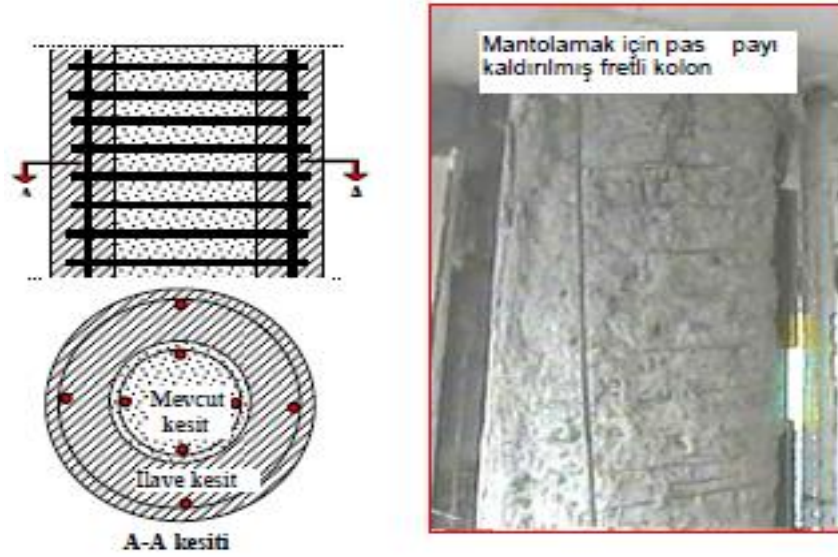 A
A
Mevcut
kesit
İlave kesit
A-A kesiti
Mantolamak için pas payı
kaldırılmış fretli kolon